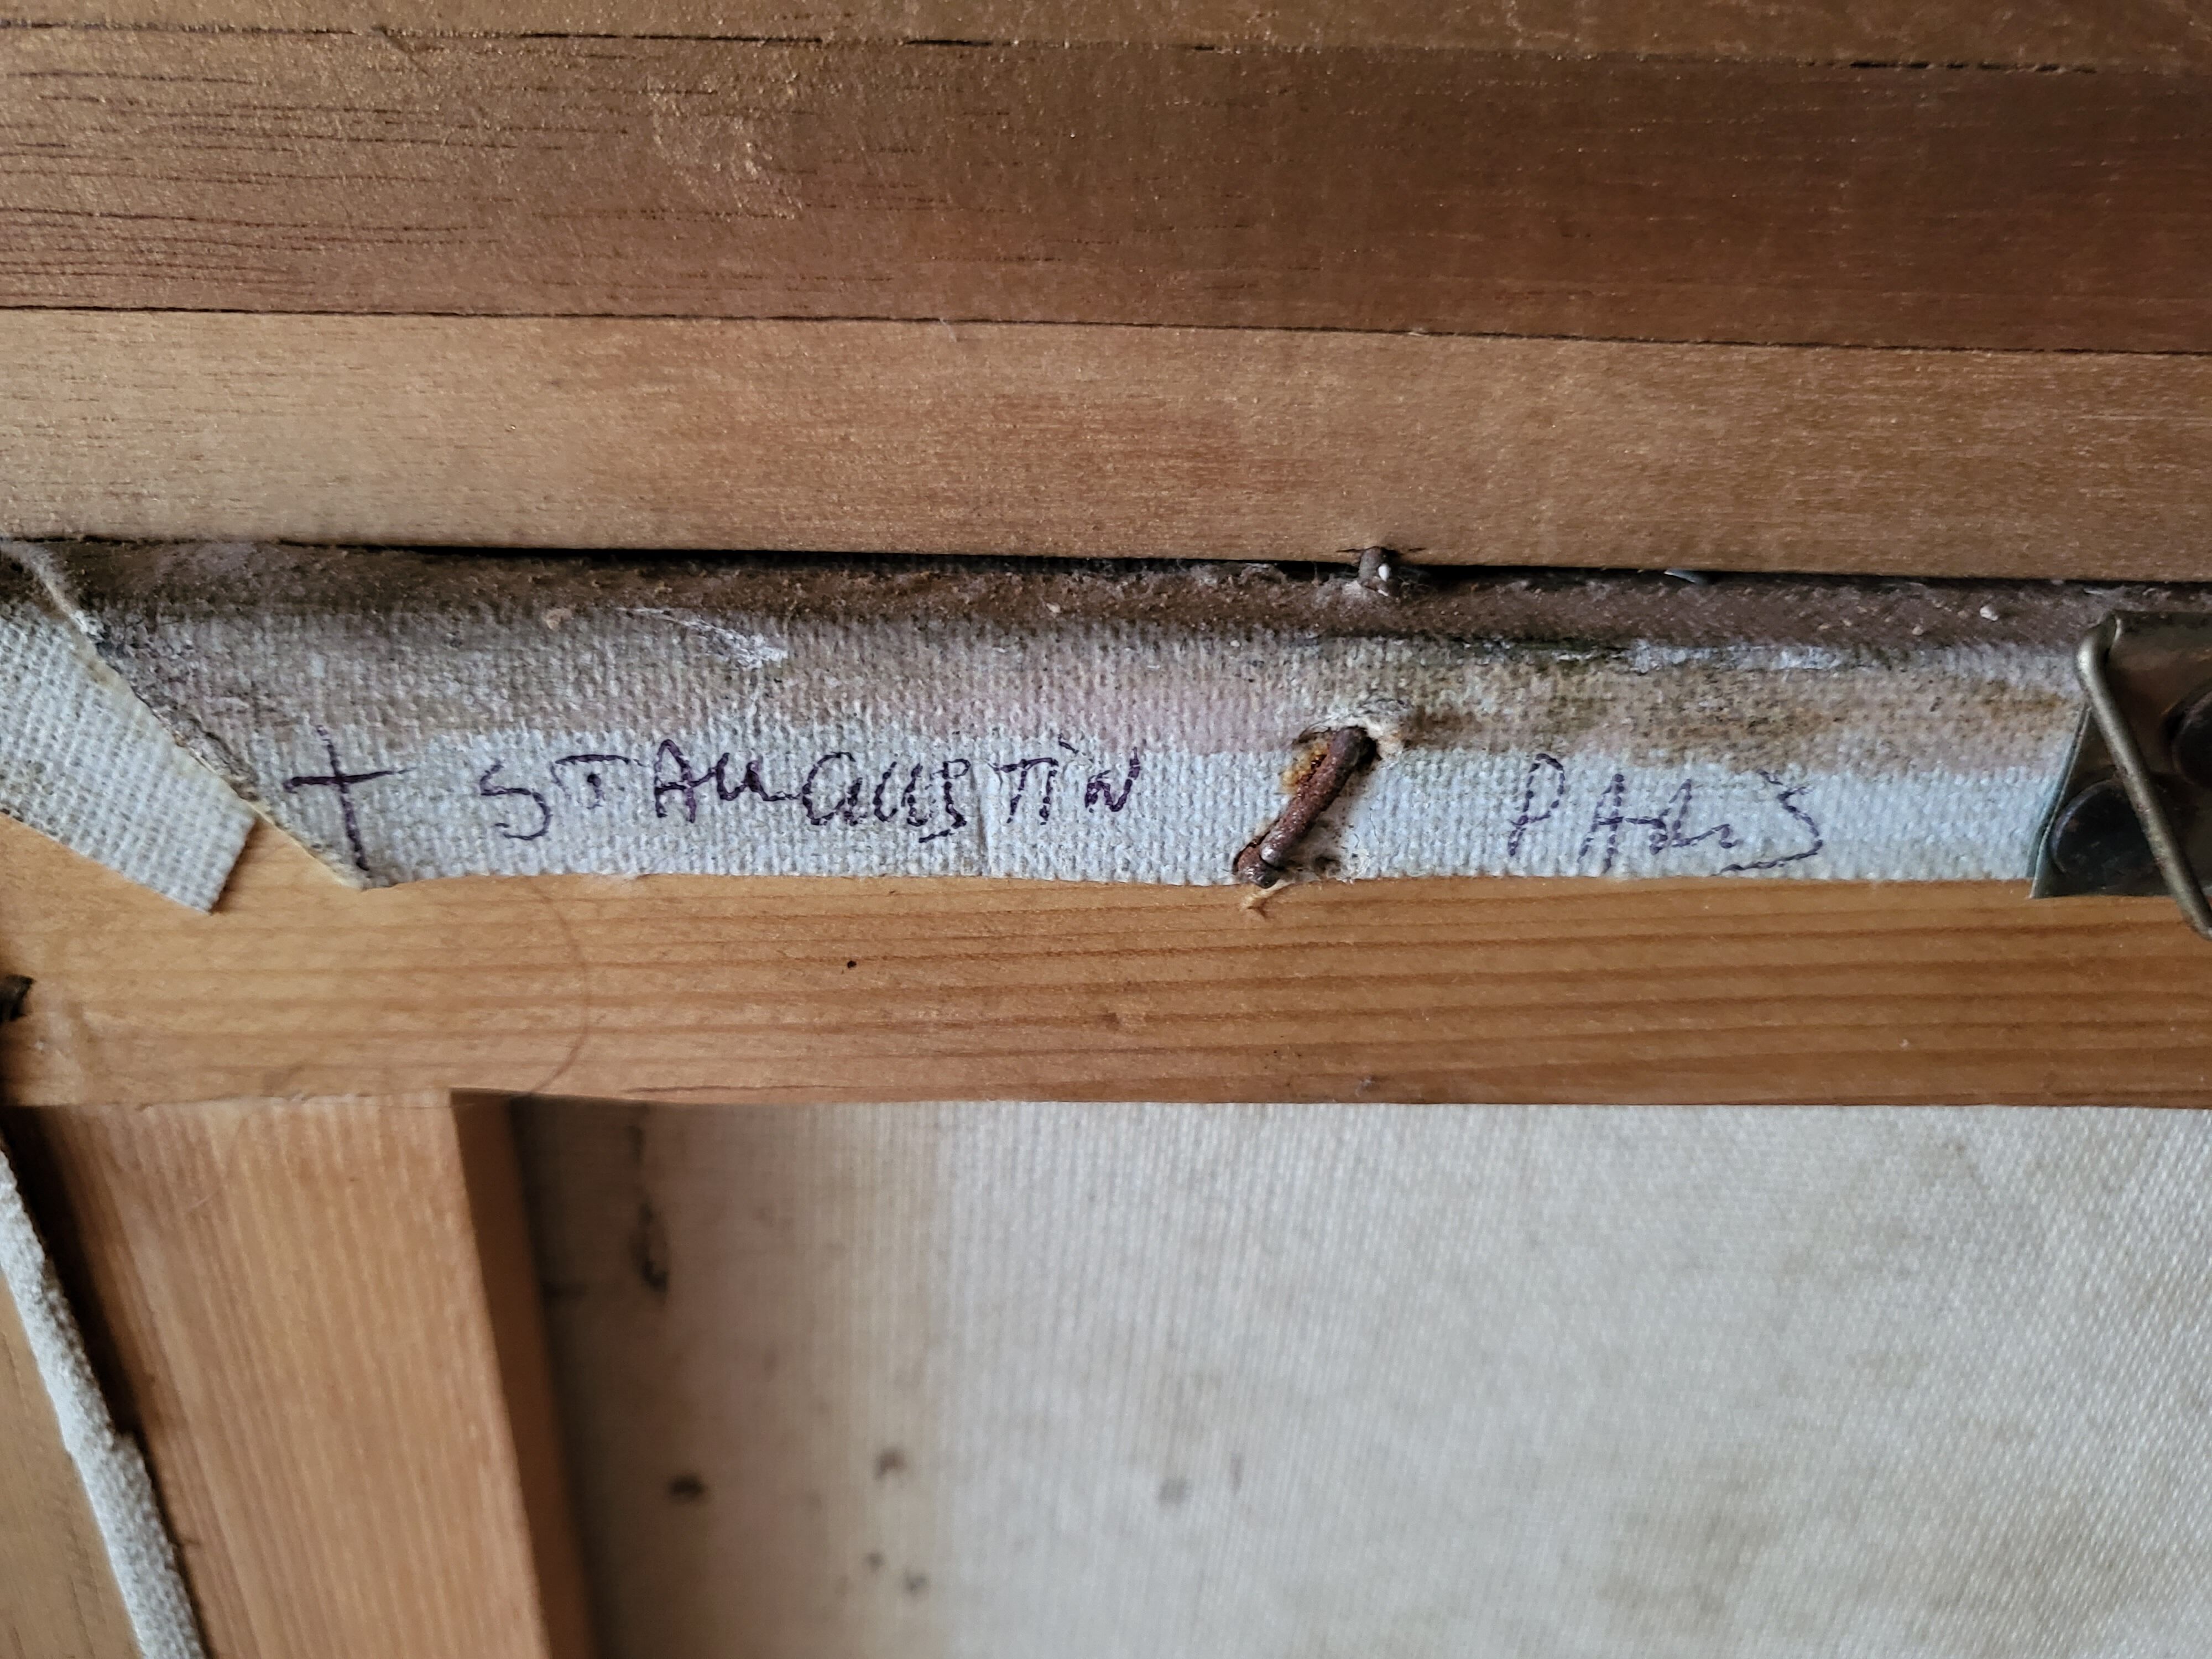 † ST AUGUSTIN PARIS